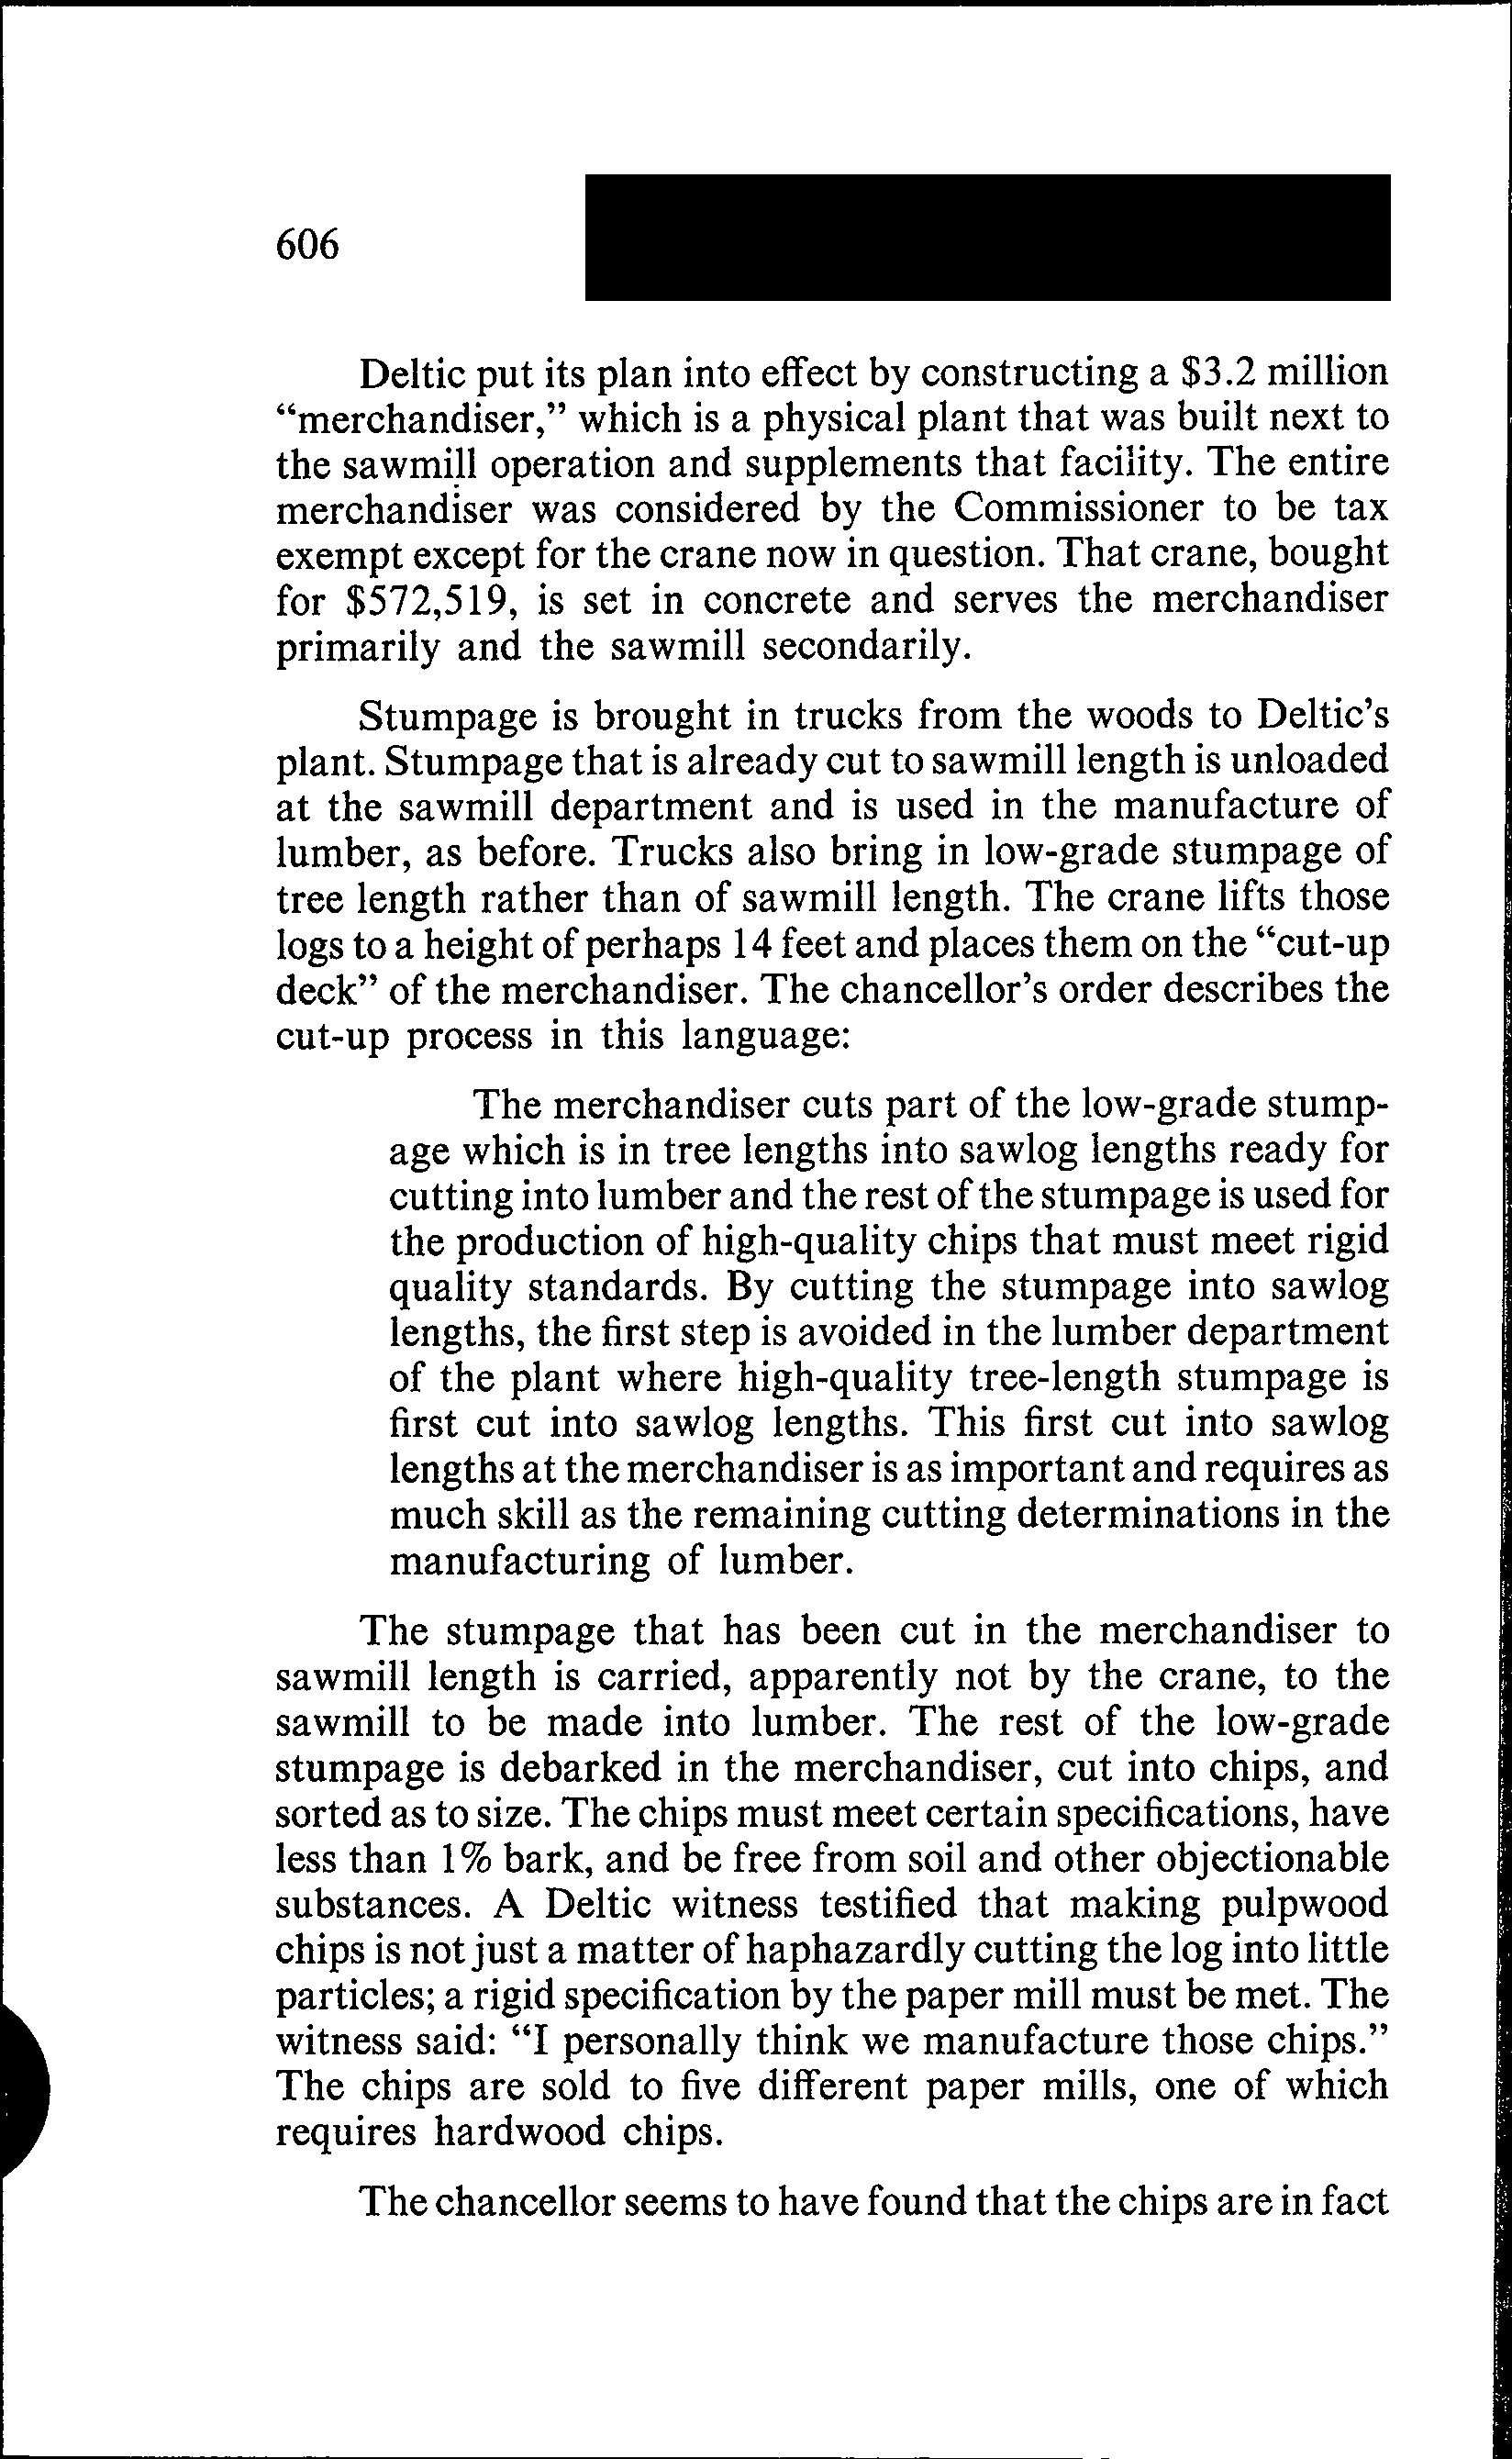 606
Deltic put its plan into effect by constructing a $3.2 million
“merchandiser,” which is a physical plant that was built next to
the sawmill operation and supplements that facility. The entire
merchandiser was considered by the Commissioner to be tax
exempt except for the crane now in question. That crane, bought
for $572,519, is set in concrete and serves the merchandiser
primarily and the sawmill secondarily.
Stumpage is brought in trucks from the woods to Deltic’s
plant. Stumpage that is already cut to sawmill length is unloaded
at the sawmill department and is used in the manufacture of
lumber, as before. Trucks also bring in low-grade stumpage of
tree length rather than of sawmill length. The crane lifts those
logs to a height of perhaps 14 feet and places them on the “cut-up
deck” of the merchandiser. The chancellor’s order describes the
cut-up process in this language:
The merchandiser cuts part of the low-grade stump-
age which is in tree lengths into sawlog lengths ready for
cutting into lumber and the rest of the stumpage is used for
the production of high-quality chips that must meet rigid
quality standards. By cutting the stumpage into sawlog
lengths, the first step is avoided in the lumber department
of the plant where high-quality tree-length stumpage is
first cut into sawlog lengths. This first cut into sawlog
lengths at the merchandiser is as important and requires as
much skill as the remaining cutting determinations in the
manufacturing of lumber.
The stumpage that has been cut in the merchandiser to
sawmill length is carried, apparently not by the crane, to the
sawmill to be made into lumber. The rest of the low-grade
stumpage is debarked in the merchandiser, cut into chips, and
sorted as to size. The chips must meet certain specifications, have
less than 1% bark, and be free from soil and other objectionable
substances. A Deltic witness testified that making pulpwood
chips is not just a matter of haphazardly cutting the log into little
particles; a rigid specification by the paper mill must be met. The
witness said: “I personally think we manufacture those chips.”
The chips are sold to five different paper mills, one of which
requires hardwood chips.
The chancellor seems to have found that the chips are in fact